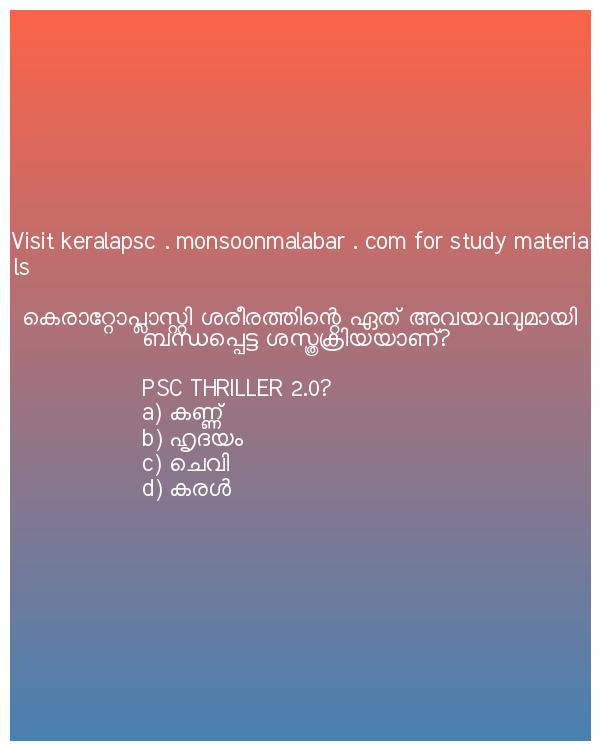 Visit keralapsc . monsoonmalabar . com for study materia
ls
കെരാറ്റോപ്ലാസ്റ്റി ശരീരത്തിന്റെ ഏത് അവയവവുമായി
ബന്ധപ്പെട്ട ശസ്ത്രക്രിയയാണ്?
PSC THRILLER 2.0?
a) കണ്ണ്
b) ഹൃദയം
c) ചെവി
d) കരൾ